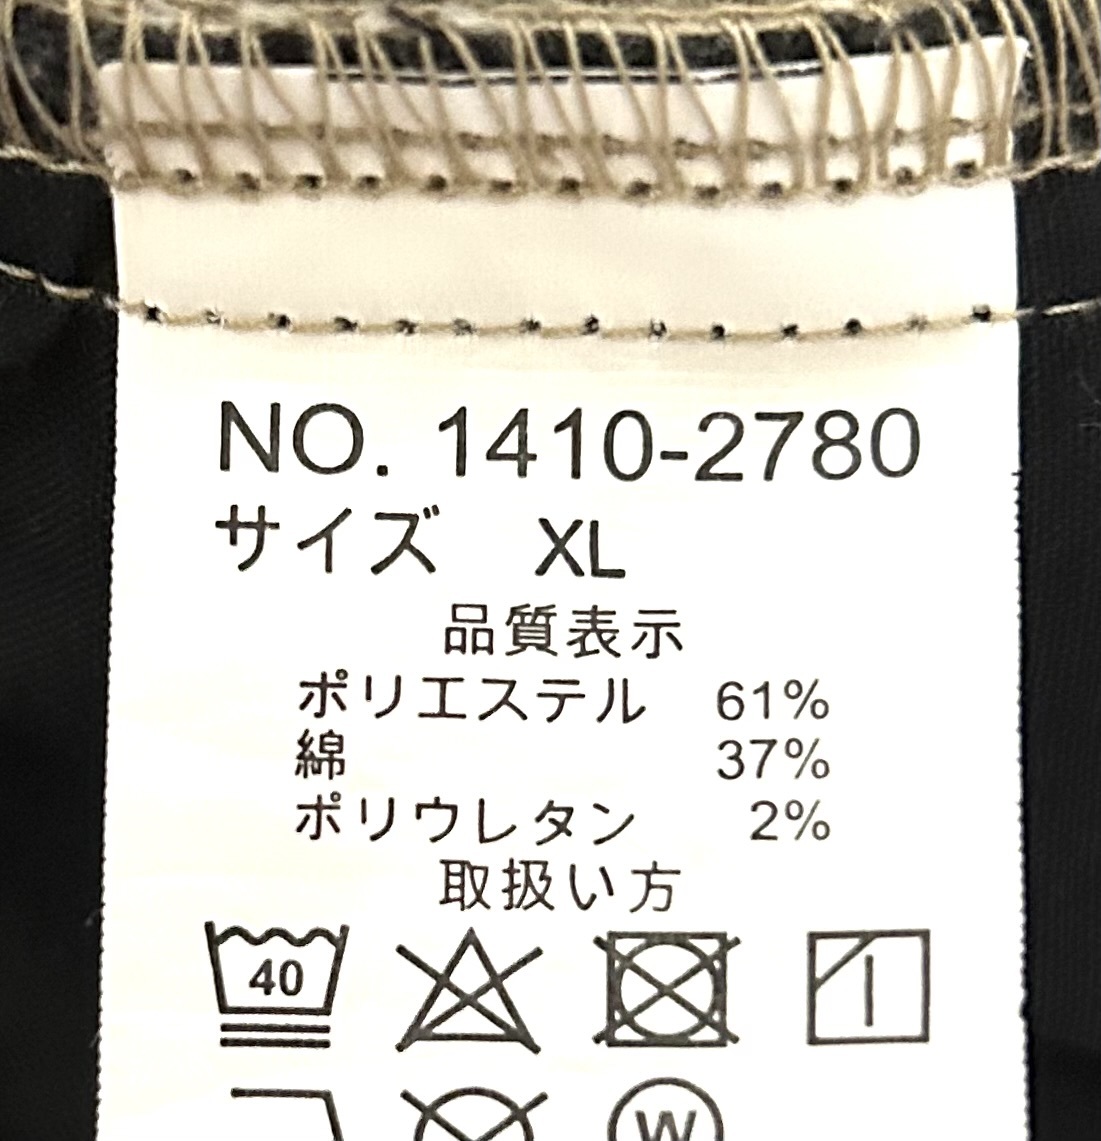 NO. 1410-2780
サイズ XL
品質表示
ポリエステル 61%
綿 37%
ポリウレタン 2%
取扱い方
40
W